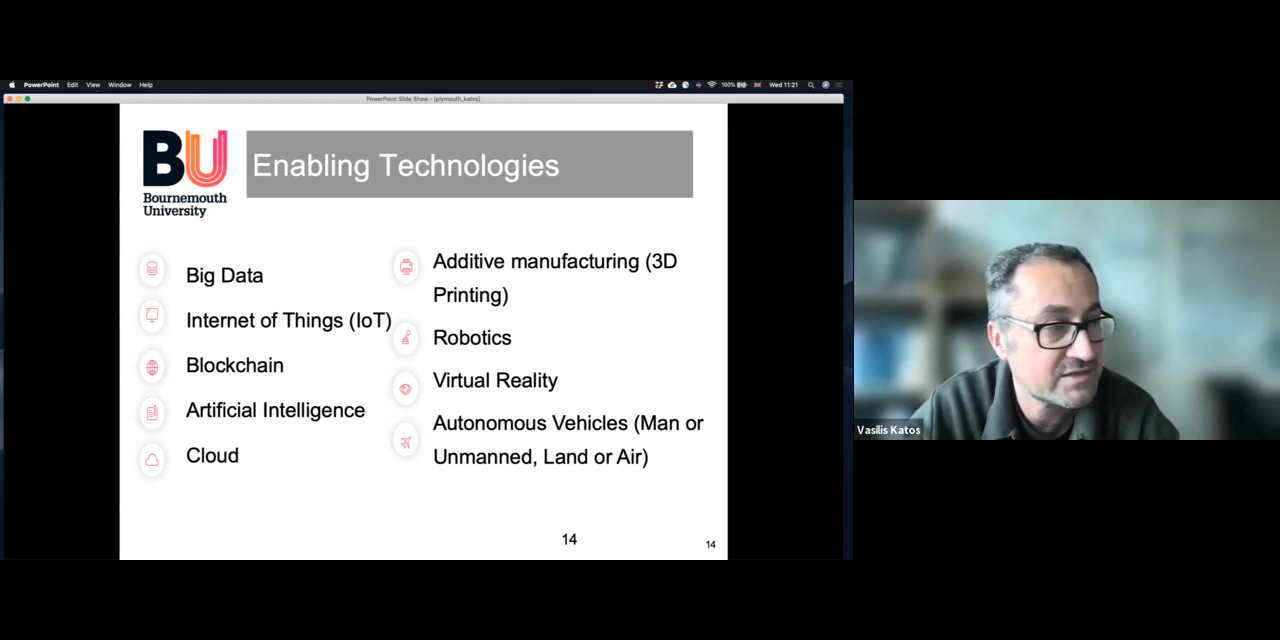 PowerPoint Edit View Window Help
100% Wed 11:21
PowerPoint Slide Show - [plymouth_katos]
BU
Bournemouth
University
Enabling Technologies
Big Data
Internet of Things (IoT)
Blockchain
Artificial Intelligence
Cloud
Additive manufacturing (3D
Printing)
Robotics
Virtual Reality
Autonomous Vehicles (Man or
Unmanned, Land or Air)
14
14
Vasilis Katos